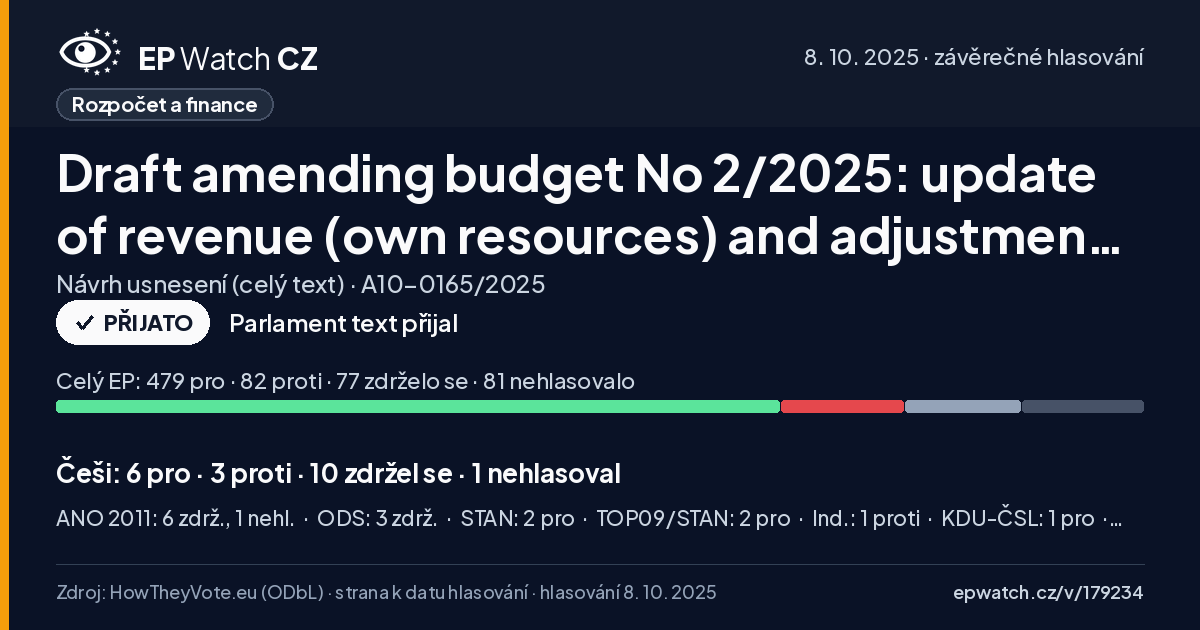 EP Watch CZ
8. 10. 2025 · závěrečné hlasování
Rozpočet a finance
Draft amending budget No 2/2025: update
of revenue (own resources) and adjustmen…
Návrh usnesení (celý text) · A10-0165/2025
✓ PŘIJATO Parlament text přijal
Celý EP: 479 pro · 82 proti · 77 zdrželo se · 81 nehlasovalo
Češi: 6 pro · 3 proti · 10 zdržel se · 1 nehlasoval
ANO 2011: 6 zdrž., 1 nehl. · ODS: 3 zdrž. · STAN: 2 pro · TOP09/STAN: 2 pro · Ind.: 1 proti · KDU-ČSL: 1 pro ·…
Zdroj: HowTheyVote.eu (ODbL) · strana k datu hlasování · hlasování 8. 10. 2025
epwatch.cz/v/179234